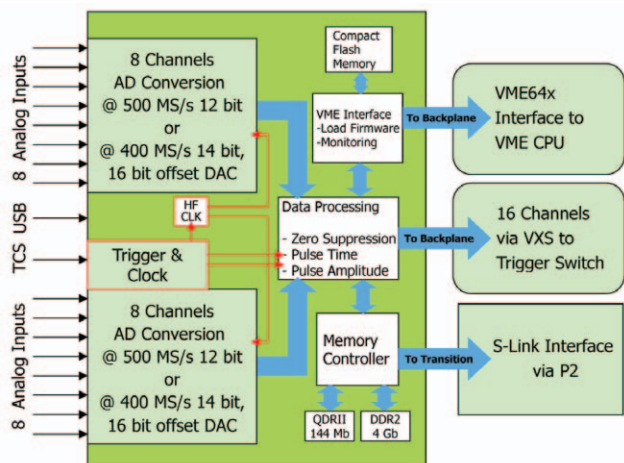 8 Analog Inputs
8 Channels
AD Conversion
@ 500 MS/s 12 bit
or
@ 400 MS/s 14 bit,
16 bit offset DAC
Compact
Flash
Memory
VME Interface
-Load Firmware
-Monitoring
To Backplane
VME64x
Interface to
VME CPU
USB
HF
CLK
TCS
Trigger &
Clock
Data Processing
- Zero Suppression
- Pulse Time
- Pulse Amplitude
To Backplane
16 Channels
via VXS to
Trigger Switch
8 Analog Inputs
8 Channels
AD Conversion
@ 500 MS/s 12 bit
or
@ 400 MS/s 14 bit,
16 bit offset DAC
Memory
Controller
To Transition
S-Link Interface
via P2
QDRII
144 Mb
DDR2
4 Gb